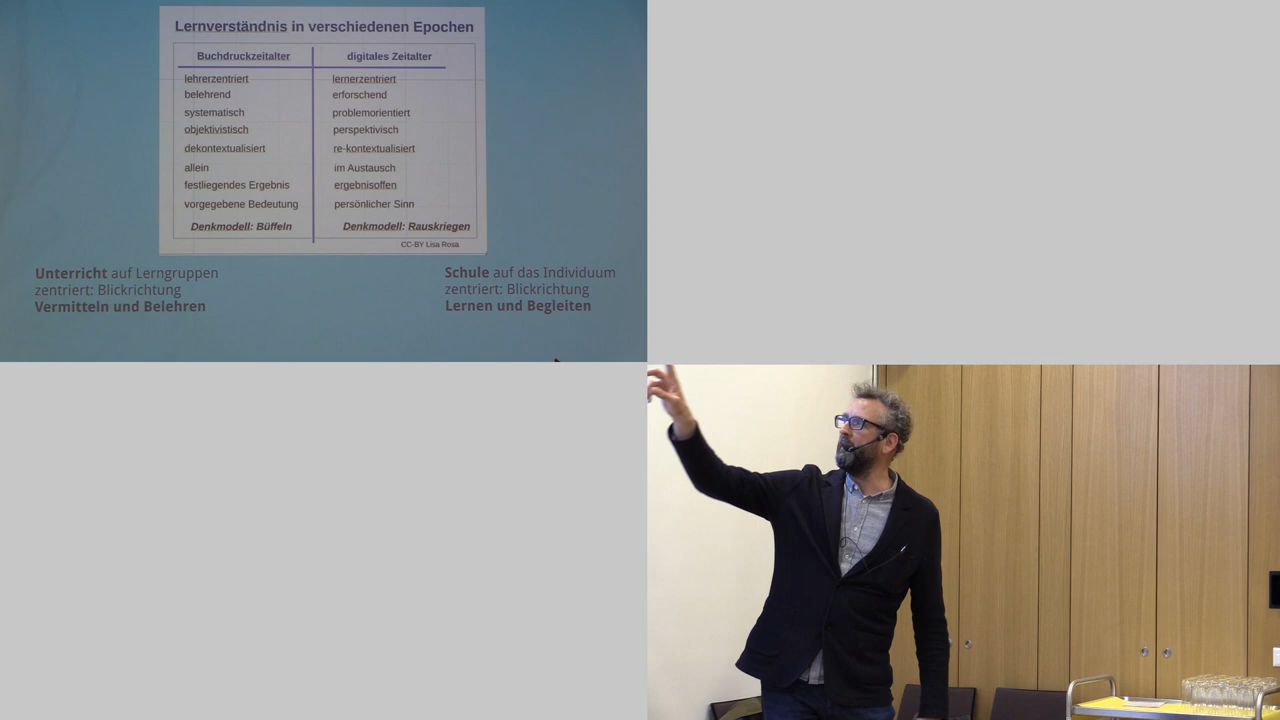 Lernverständnis in verschiedenen Epochen
Buchdruckzeitalter digitales Zeitalter
lehrerzentriert lernerzentriert
belehrend erforschend
systematisch problemorientiert
objektivistisch perspektivisch
dekontextualisiert re-kontextualisiert
allein im Austausch
festliegendes Ergebnis ergebnisoffen
vorgegebene Bedeutung persönlicher Sinn
Denkmodell: Büffeln Denkmodell: Rauskriegen
CC-BY Lisa Rosa
Unterricht auf Lerngruppen
zentriert: Blickrichtung
Vermitteln und Belehren
Schule auf das Individuum
zentriert: Blickrichtung
Lernen und Begleiten